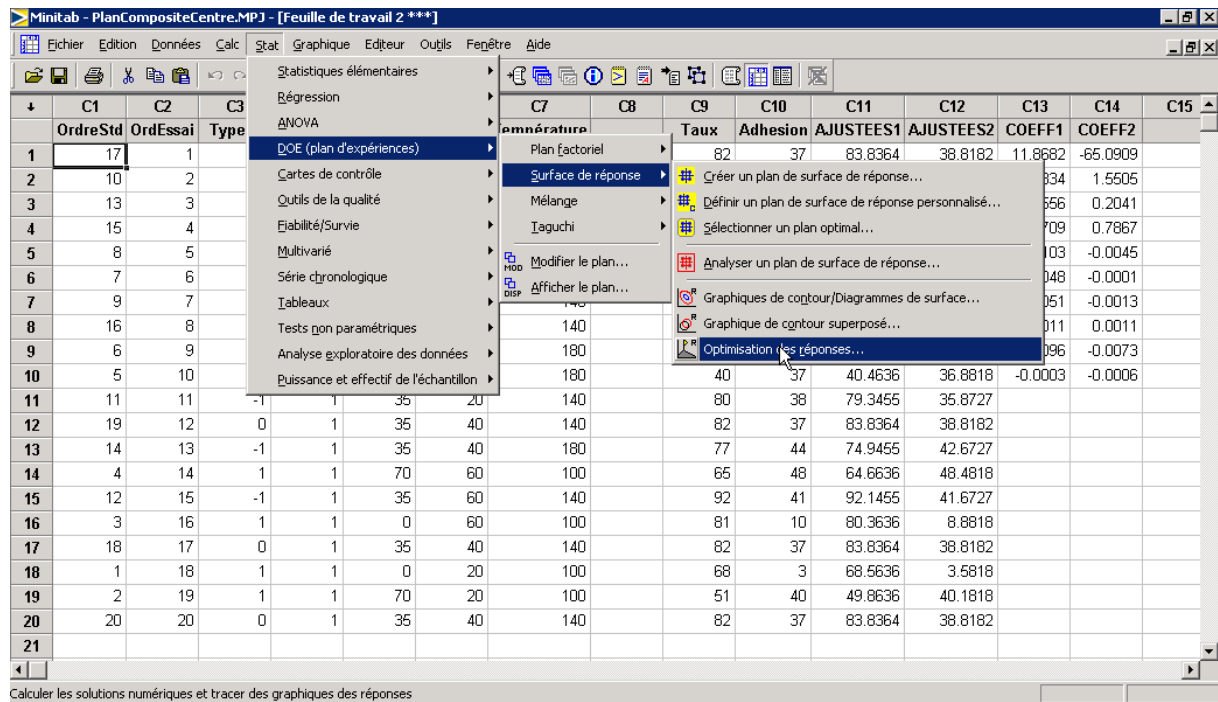 Minitab - PlanCompositeCentre.MPJ - [Feuille de travail 2 ***]
Fichier Edition Données Calc Stat Graphique Editeur Outils Fenêtre Aide
Statistiques élémentaires
Régression
ANOVA
DOE (plan d'expériences)
Cartes de contrôle
Outils de la qualité
Fiabilité/Survie
Multivarié
Série chronologique
Tableaux
Tests non paramétriques
Analyse exploratoire des données
Puissance et effectif de l'échantillon
Plan factoriel
Surface de réponse
Mélange
Taguchi
MOD Modifier le plan...
DISP Afficher le plan...
Créer un plan de surface de réponse...
Définir un plan de surface de réponse personnalisé...
Sélectionner un plan optimal...
Analyser un plan de surface de réponse...
Graphiques de contour/Diagrammes de surface...
Graphique de contour superposé...
Optimisation des réponses...
C1 C2 C3 C7 C8 C9 C10 C11 C12 C13 C14 C15
OrdreStd OrdEssai Type Taux Adhesion AJUSTEES1 AJUSTEES2 COEFF1 COEFF2
1 17 1 82 37 83.8364 38.8182 11.8682 -65.0909
2 10 2 1.5505
3 13 3 0.2041
4 15 4 0.7867
5 8 5 -0.0045
6 7 6 -0.0001
7 9 7 -0.0013
8 16 8 140 0.0011
9 6 9 180 -0.0073
10 5 10 180 40 37 40.4636 36.8818 -0.0003 -0.0006
11 11 11 -1 1 35 20 140 80 38 79.3455 35.8727
12 19 12 0 1 35 40 140 82 37 83.8364 38.8182
13 14 13 -1 1 35 40 180 77 44 74.9455 42.6727
14 4 14 1 1 70 60 100 65 48 64.6636 48.4818
15 12 15 -1 1 35 60 140 92 41 92.1455 41.6727
16 3 16 1 1 0 60 100 81 10 80.3636 8.8818
17 18 17 0 1 35 40 140 82 37 83.8364 38.8182
18 1 18 1 1 0 20 100 68 3 68.5636 3.5818
19 2 19 1 1 70 20 100 51 40 49.8636 40.1818
20 20 20 0 1 35 40 140 82 37 83.8364 38.8182
21
Calculer les solutions numériques et tracer des graphiques des réponses